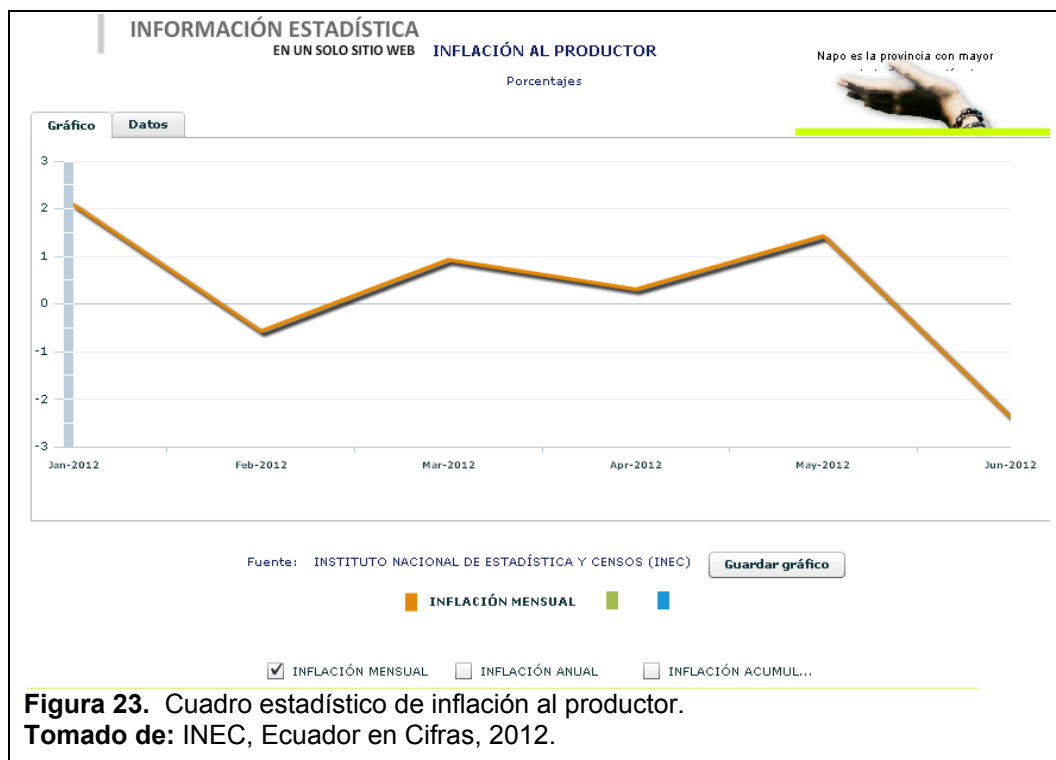 INFORMACIÓN ESTADÍSTICA
EN UN SOLO SITIO WEB
INFLACIÓN AL PRODUCTOR
Porcentajes
Napo es la provincia con mayor
Gráfico Datos
3
2
1
0
-1
-2
-3
Jan-2012 Feb-2012 Mar-2012 Apr-2012 May-2012 Jun-2012
Fuente: INSTITUTO NACIONAL DE ESTADÍSTICA Y CENSOS (INEC) Guardar gráfico
INFLACIÓN MENSUAL
INFLACIÓN MENSUAL INFLACIÓN ANUAL INFLACIÓN ACUMUL...
Figura 23. Cuadro estadístico de inflación al productor.
Tomado de: INEC, Ecuador en Cifras, 2012.